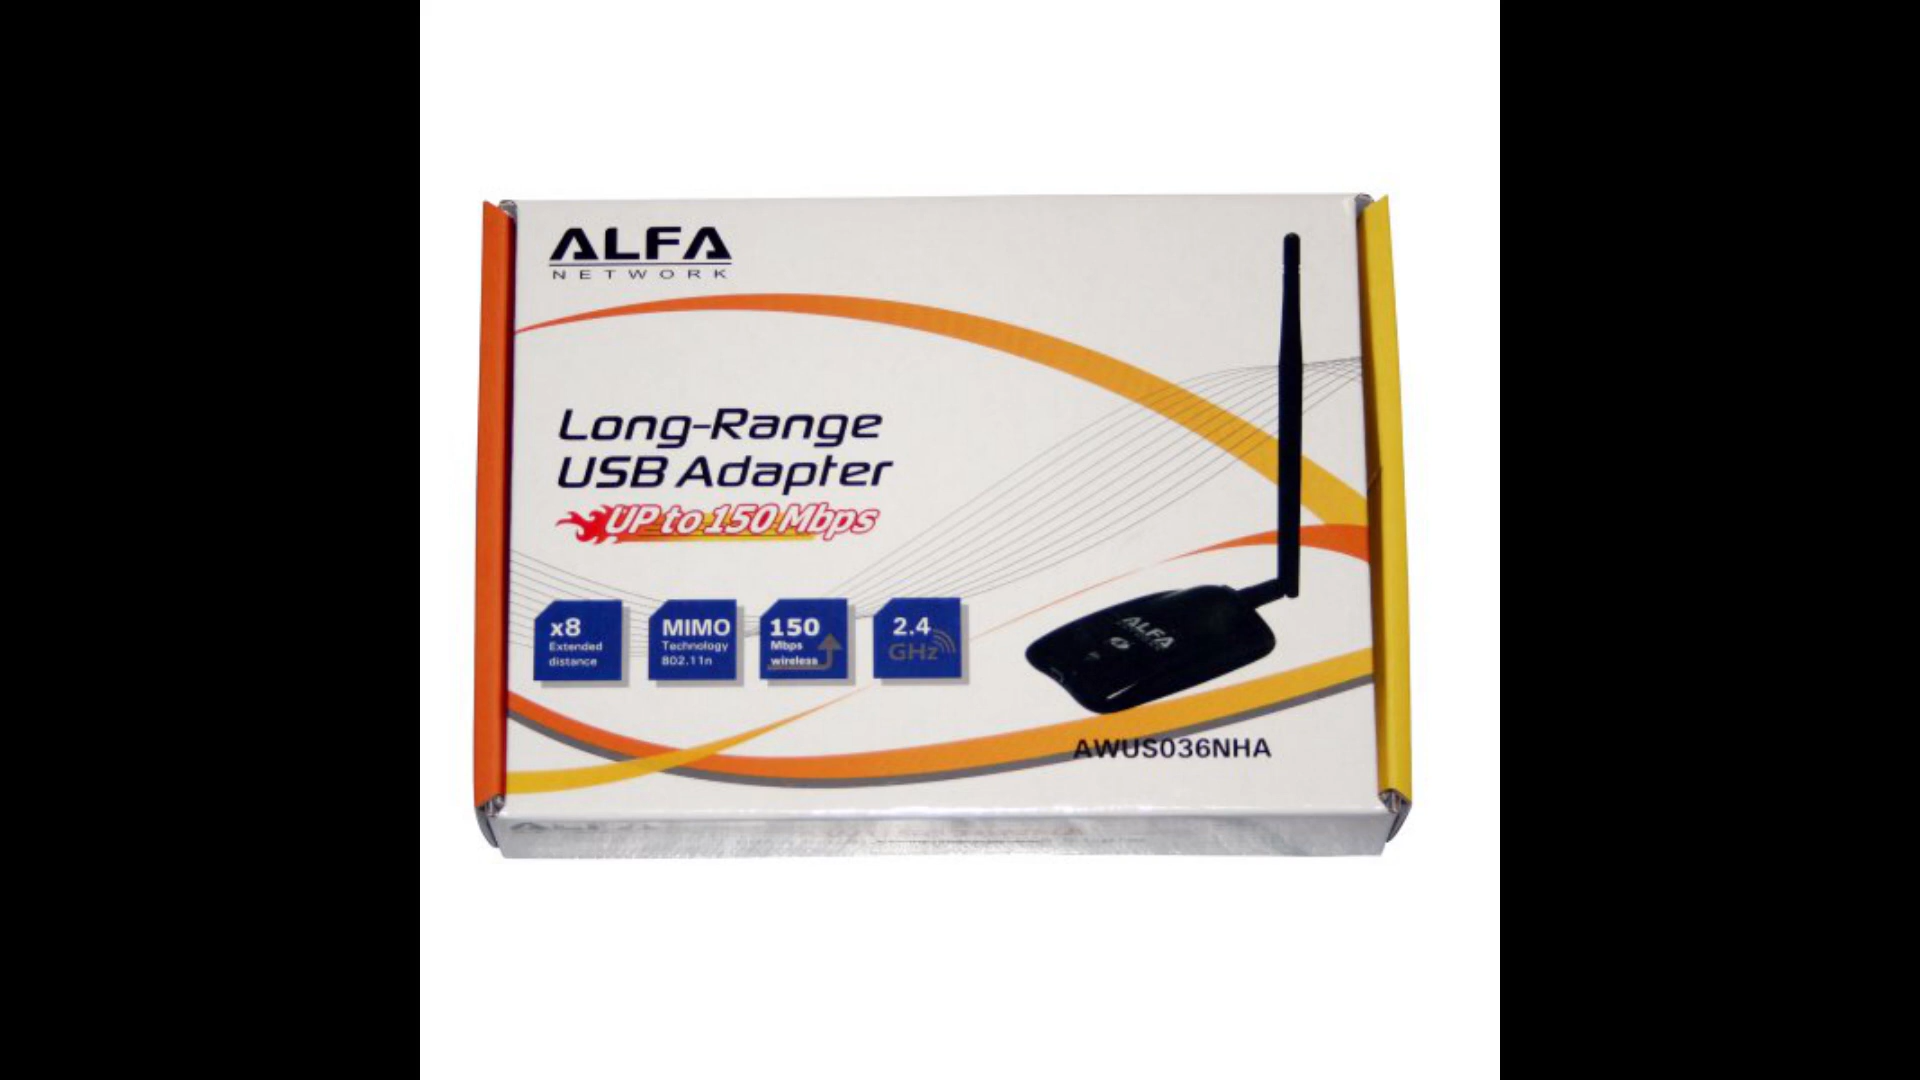 ALFA
NETWORK
Long-Range
USB Adapter
UP to 150 Mbps
x8
Extended
distance
MIMO
Technology
802.11n
150
Mbps
wireless
2.4
GHz
ALFA
AWUS036NHA